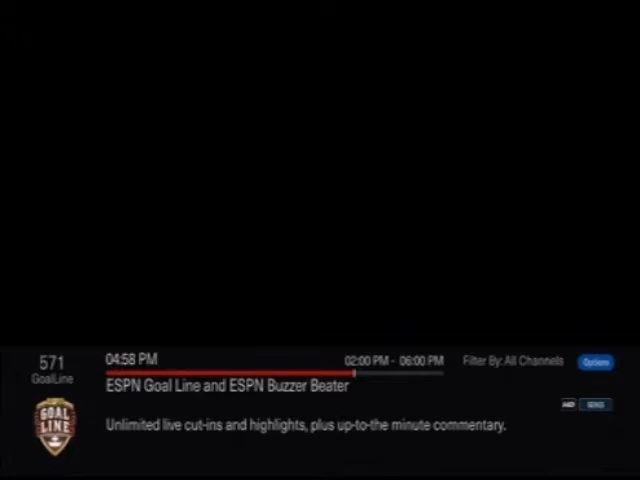 571
GoalLine
GOAL
LINE
04:58 PM
02:00 PM - 06:00 PM
Filter By: All Channels
Options
ESPN Goal Line and ESPN Buzzer Beater
Unlimited live cut-ins and highlights, plus up-to-the minute commentary.